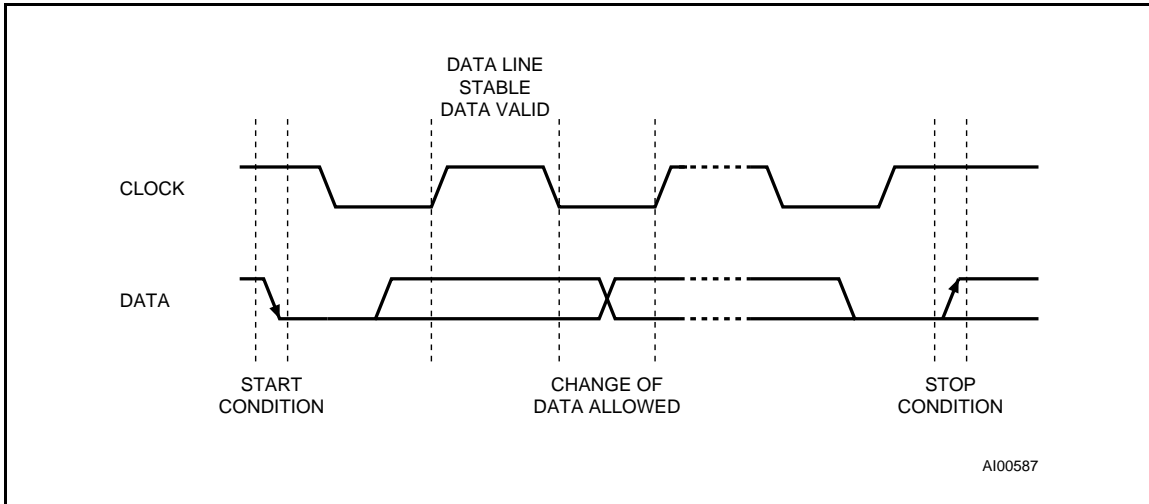 DATA LINE
STABLE
DATA VALID
CLOCK
DATA
START
CONDITION
CHANGE OF
DATA ALLOWED
STOP
CONDITION
AI00587